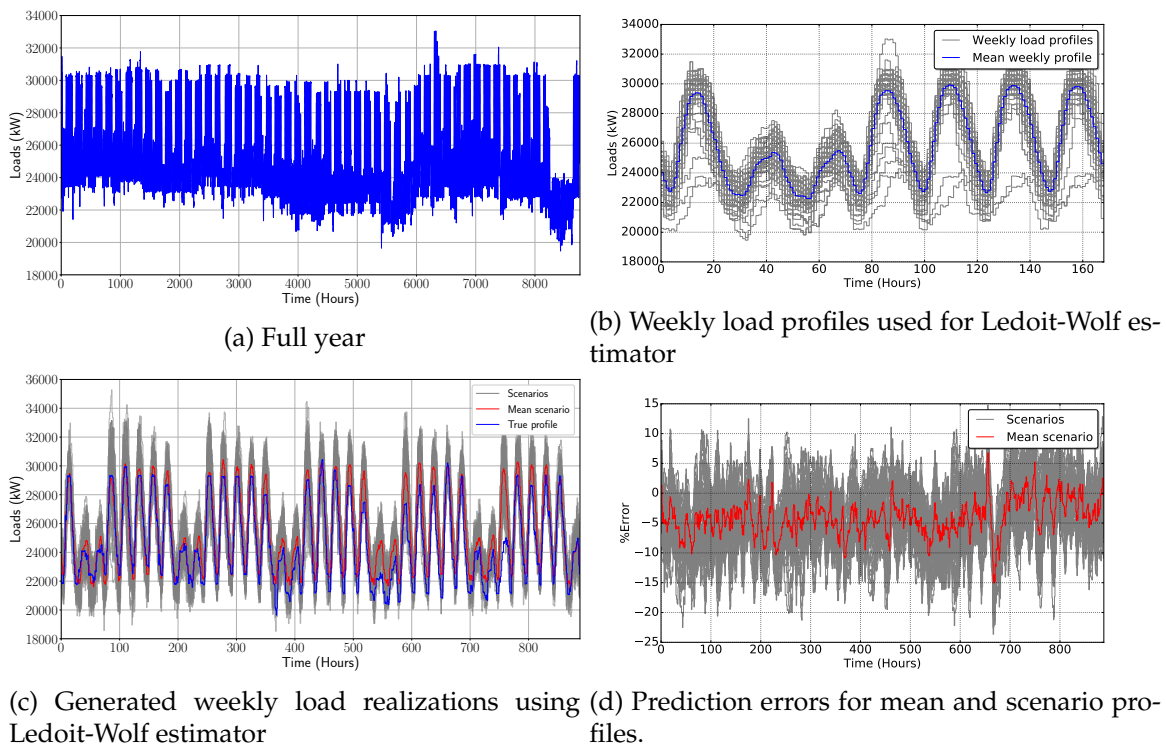 34000
32000
30000
28000
26000
24000
22000
20000
18000
Loads (kW)
0 1000 2000 3000 4000 5000 6000 7000 8000
Time (Hours)
(a) Full year
34000
32000
30000
28000
26000
24000
22000
20000
18000
Loads (kW)
Weekly load profiles
Mean weekly profile
0 20 40 60 80 100 120 140 160
Time (Hours)
(b) Weekly load profiles used for Ledoit-Wolf es-
timator
36000
34000
32000
30000
28000
26000
24000
22000
20000
18000
Loads (kW)
Scenarios
Mean scenario
True profile
0 100 200 300 400 500 600 700 800
Time (Hours)
(c) Generated weekly load realizations using
Ledoit-Wolf estimator
15
10
5
0
−5
−10
−15
−20
−25
%Error
Scenarios
Mean scenario
0 100 200 300 400 500 600 700 800
Time (Hours)
(d) Prediction errors for mean and scenario pro-
files.